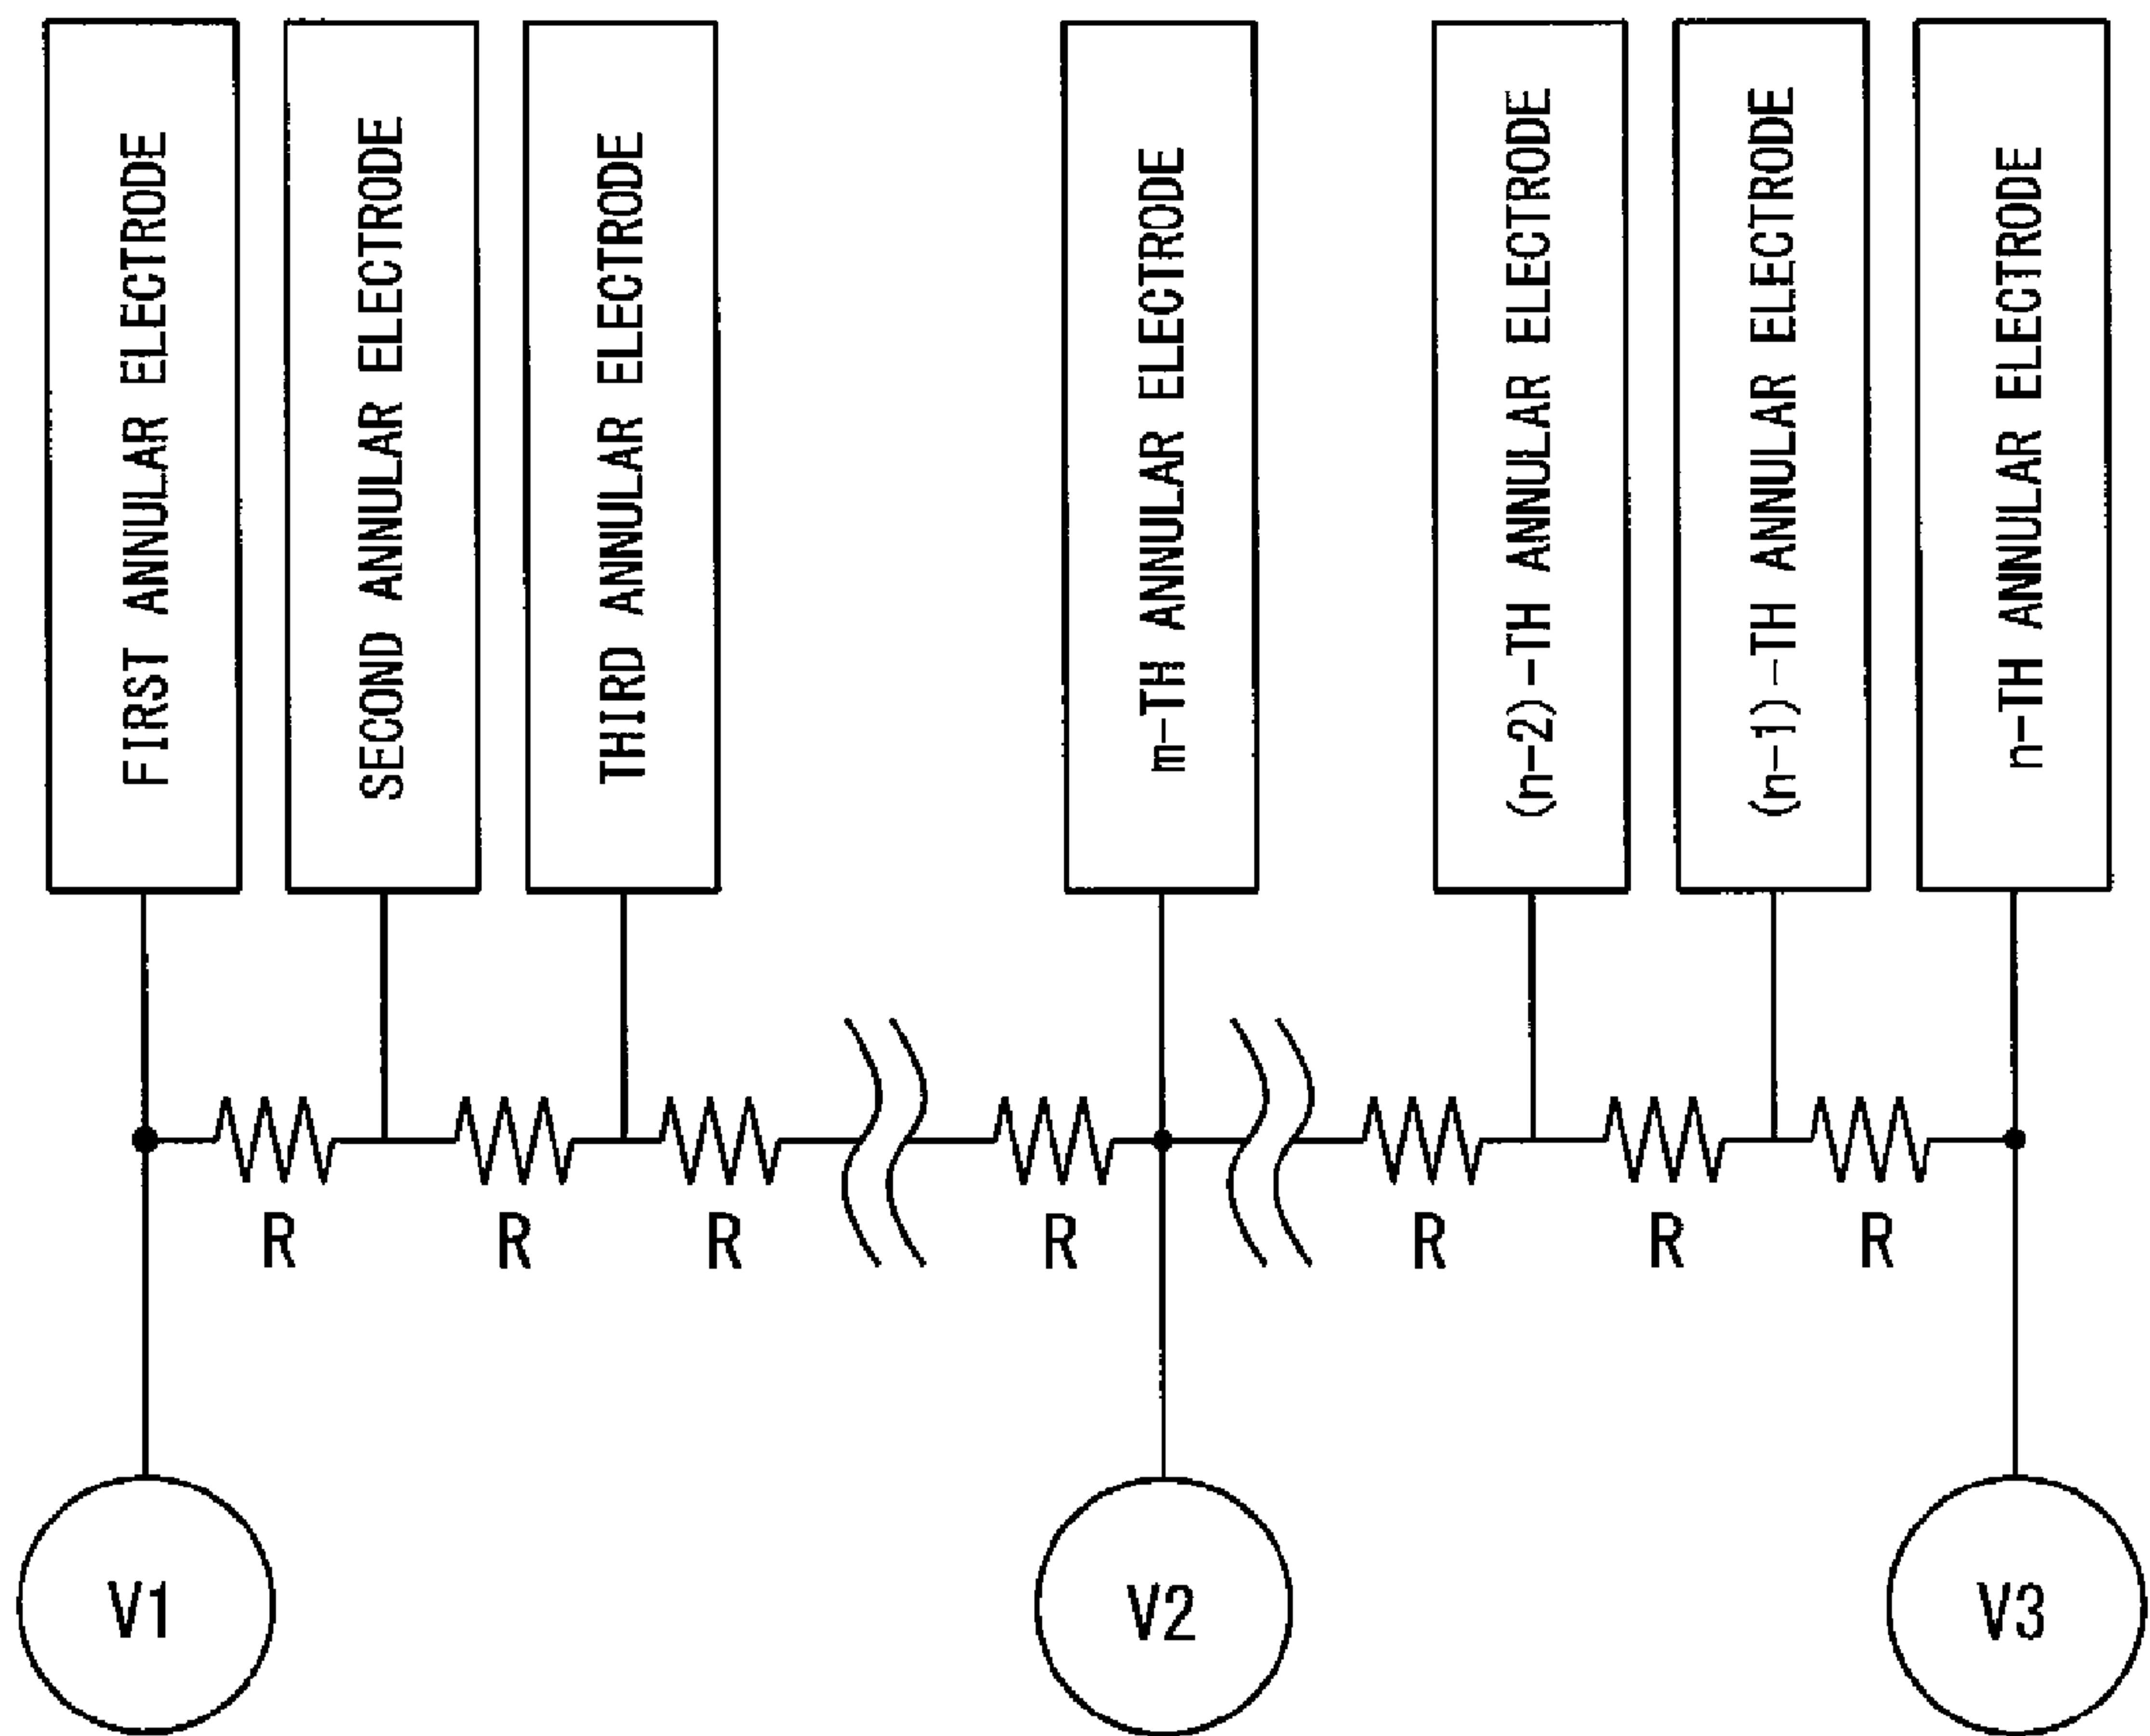 FIRST ANNULAR ELECTRODE
SECOND ANNULAR ELECTRODE
THIRD ANNULAR ELECTRODE
m-TH ANNULAR ELECTRODE
(n-2)-TH ANNULAR ELECTRODE
(n-1)-TH ANNULAR ELECTRODE
n-TH ANNULAR ELECTRODE
R
R
R
R
R
R
R
V1
V2
V3